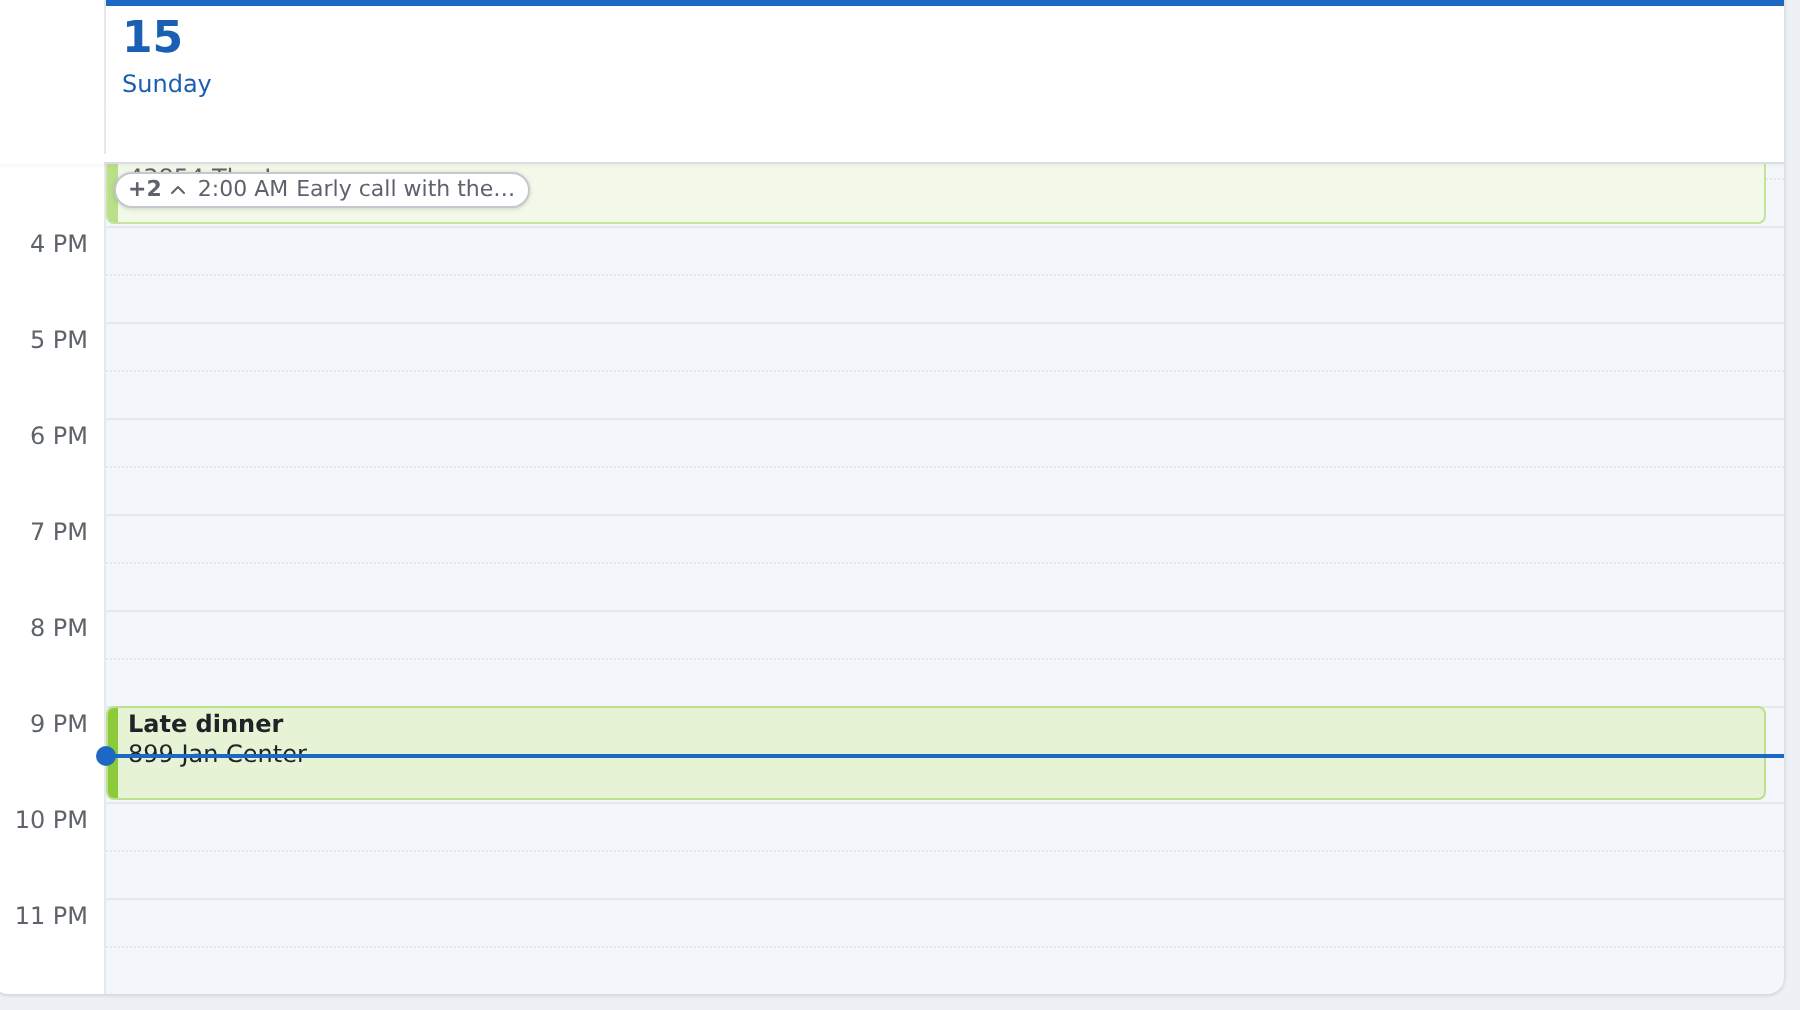 15
Sunday
+2 2:00 AM Early call with the…
4 PM
5 PM
6 PM
7 PM
8 PM
9 PM
Late dinner
899 Jan Center
10 PM
11 PM